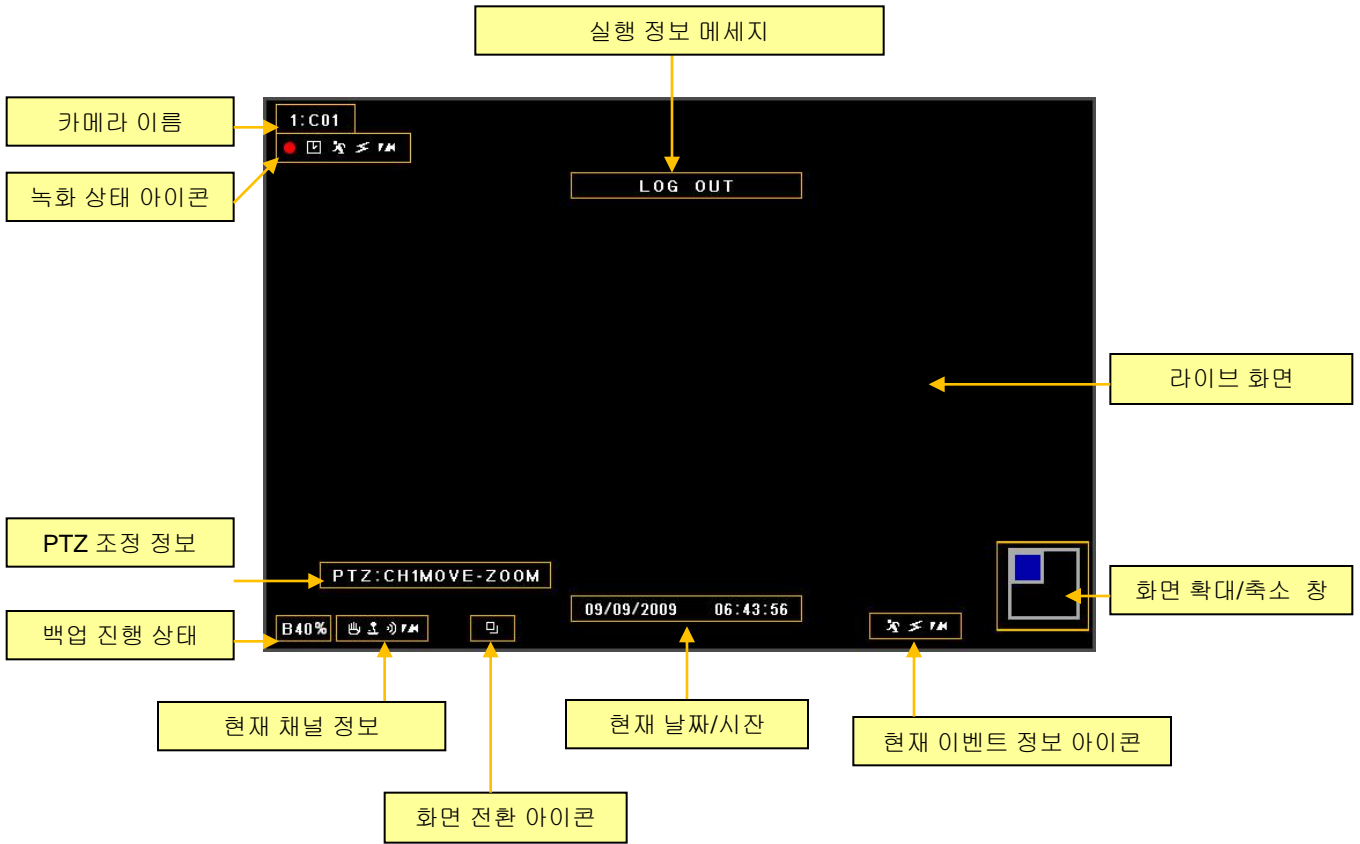 실행 정보 메세지
카메라 이름
1:C01
녹화 상태 아이콘
LOG OUT
라이브 화면
PTZ 조정 정보
PTZ:CH1MOVE-ZOOM
화면 확대/축소 창
09/09/2009 06:43:56
백업 진행 상태
B40%
현재 채널 정보
현재 날짜/시잔
현재 이벤트 정보 아이콘
화면 전환 아이콘